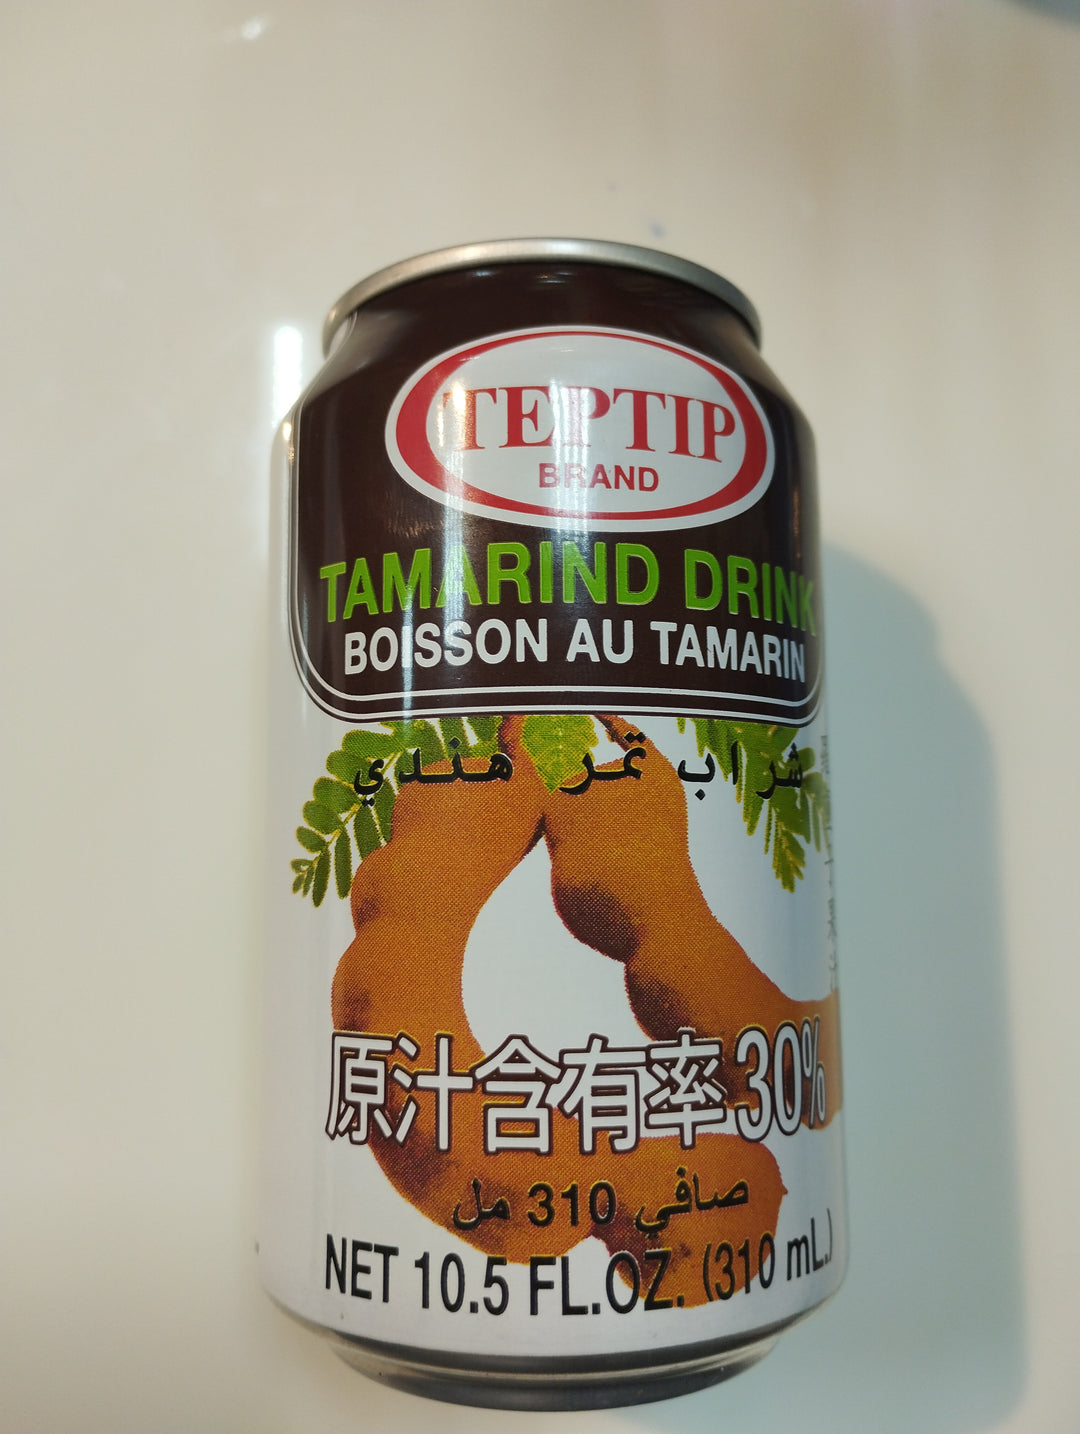 TEPTIP
BRAND
TAMARIND DRINK
BOISSON AU TAMARIN
شراب تمر هندي
原汁含有率30%
صافي 310 مل
NET 10.5 FL.OZ. (310 mL.)